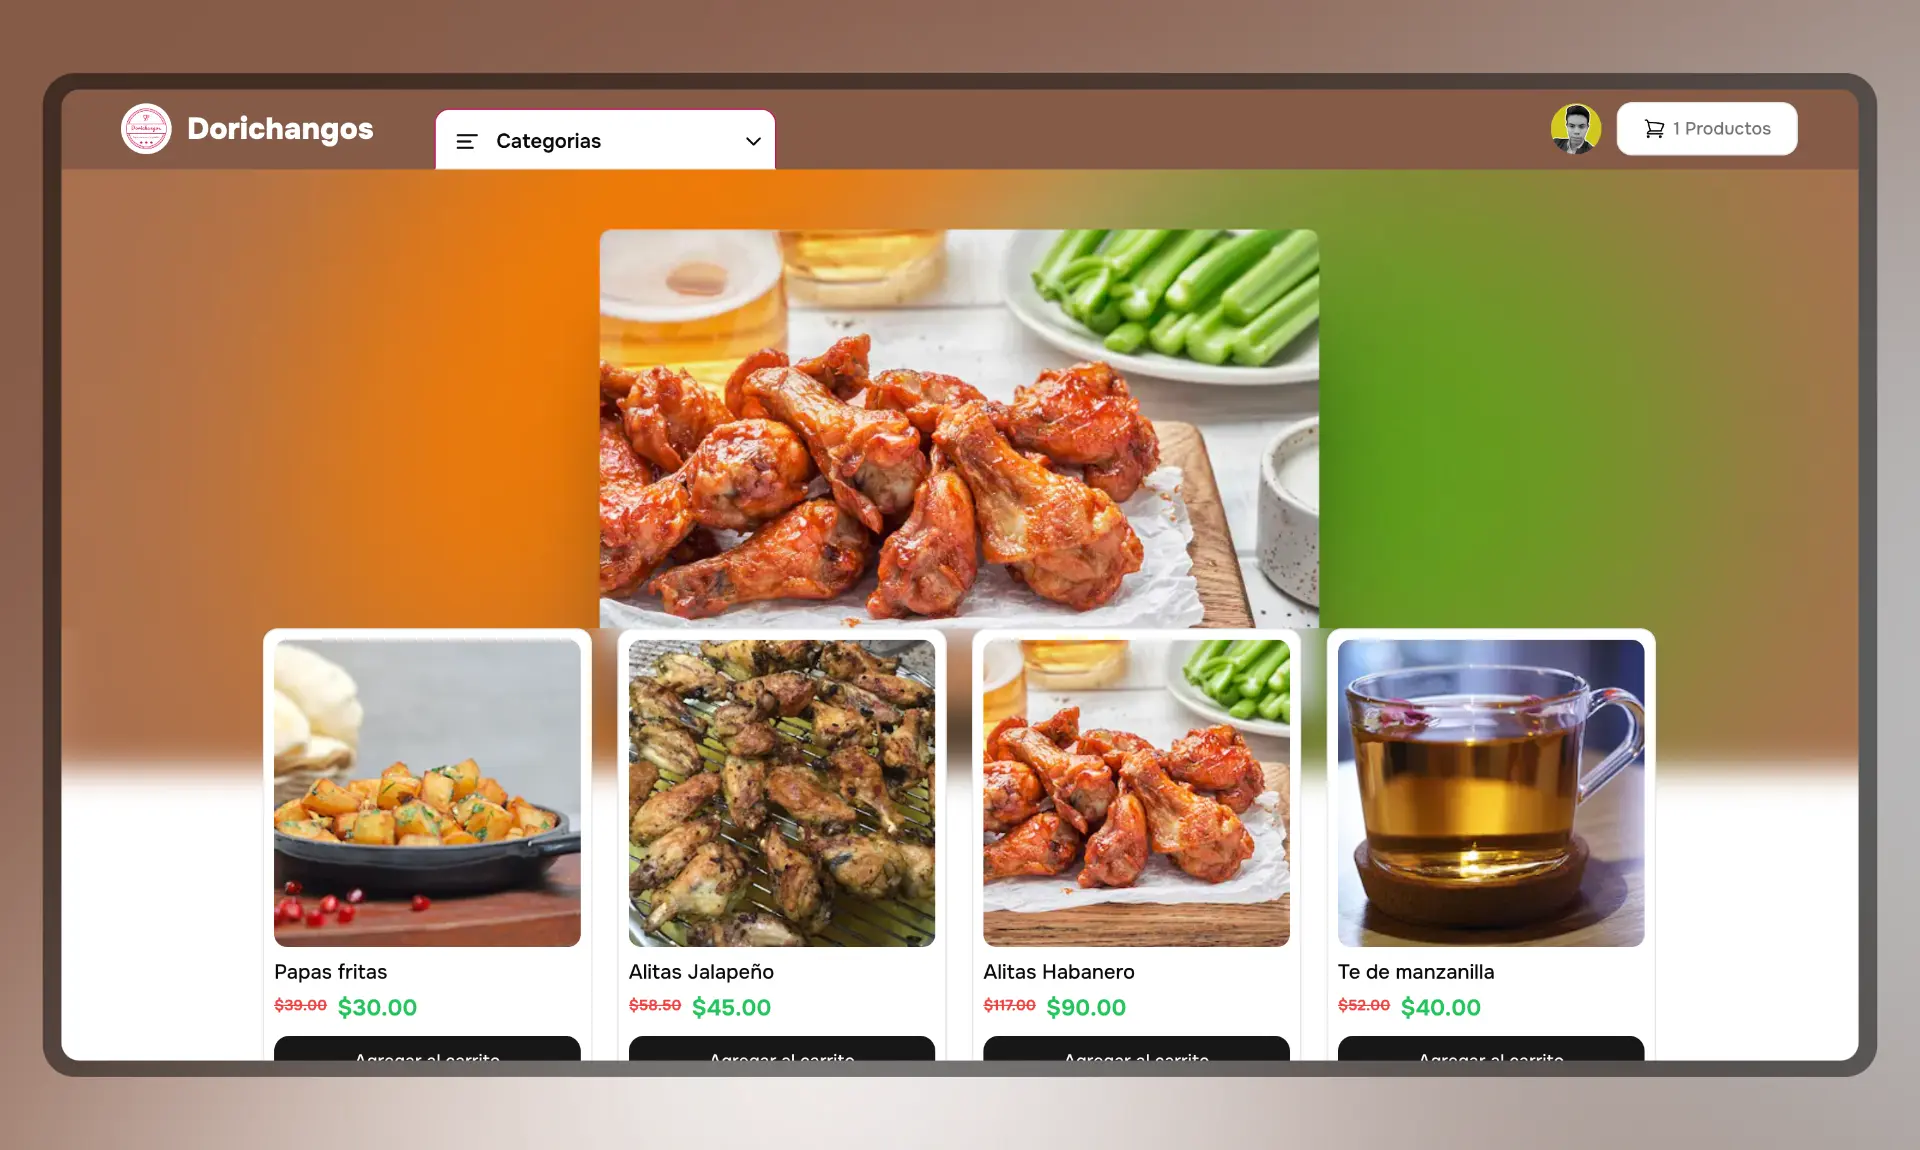 Dorichangos
Dorichangos
Categorias
1 Productos
Papas fritas
$39.00 $30.00
Agregar al carrito
Alitas Jalapeño
$58.50 $45.00
Agregar al carrito
Alitas Habanero
$117.00 $90.00
Agregar al carrito
Te de manzanilla
$52.00 $40.00
Agregar al carrito